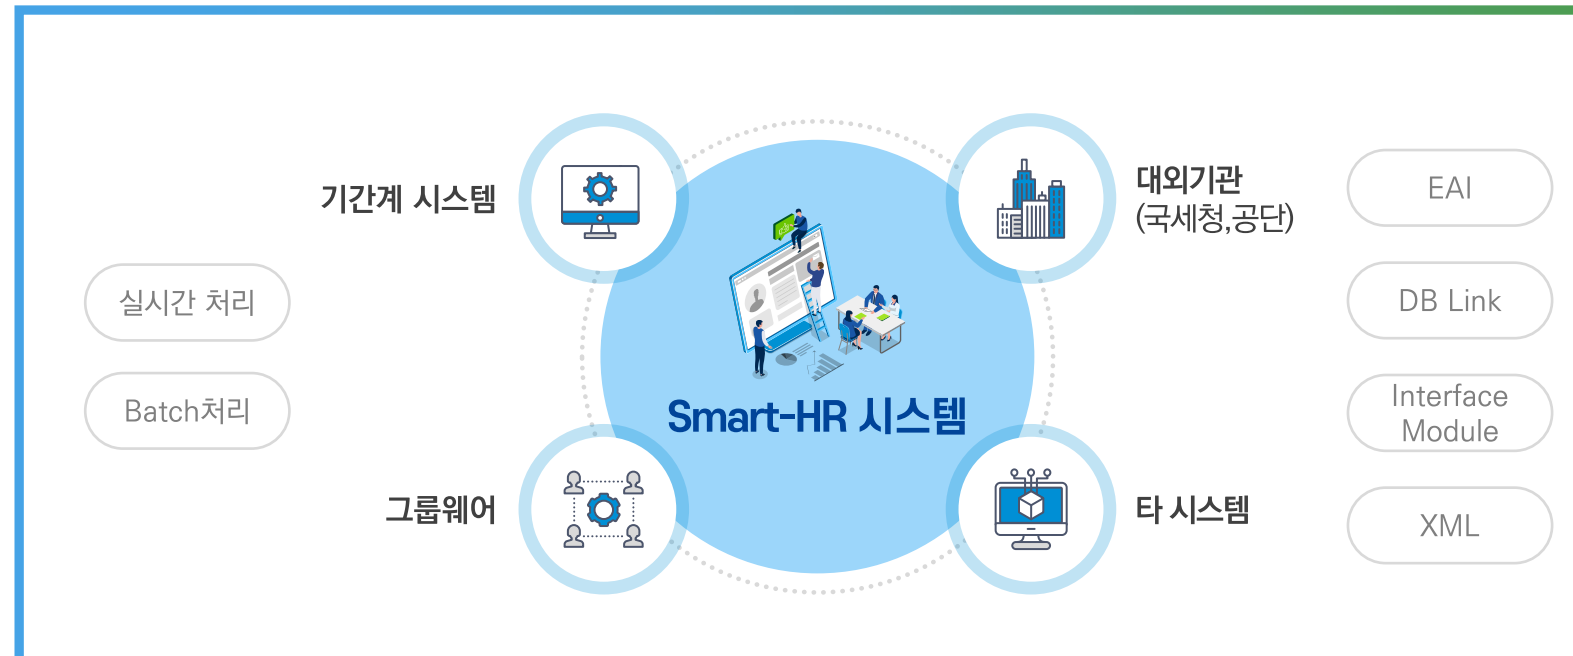 기간계 시스템
대외기관
(국세청,공단)
EAI
실시간 처리
DB Link
Batch처리
Interface
Module
Smart-HR 시스템
그룹웨어
타 시스템
XML